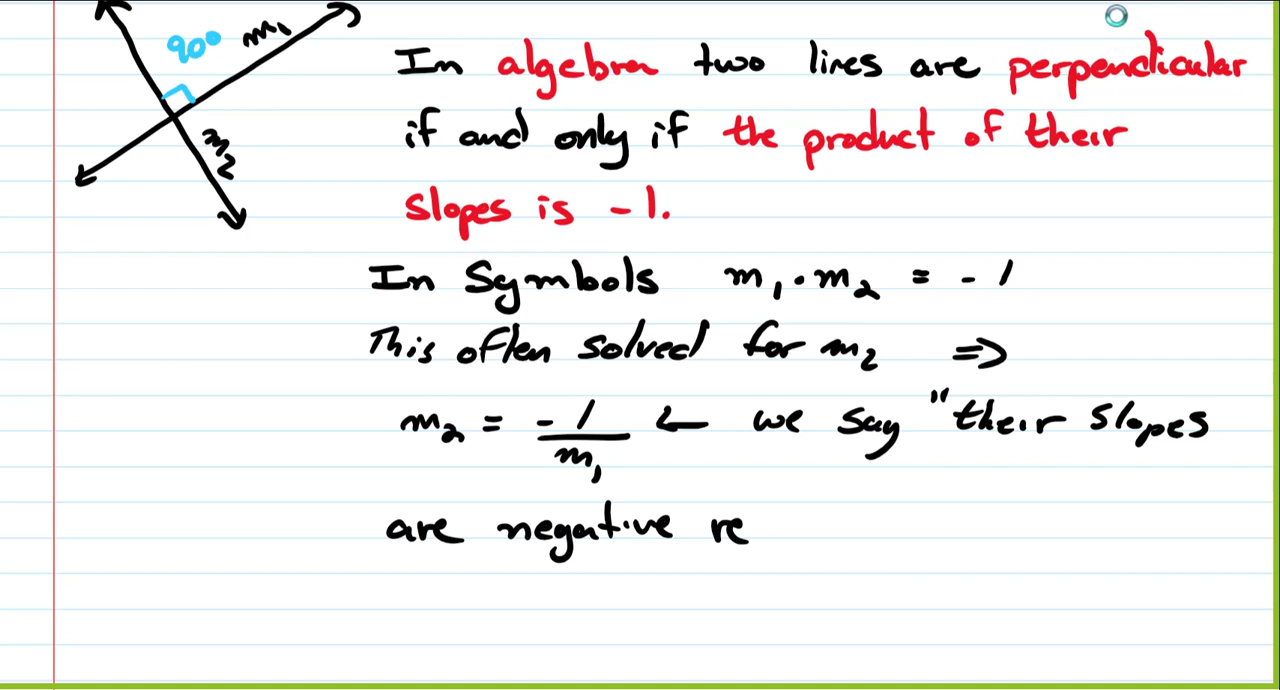 90° m₁
m₂
In algebra two lines are perpendicular
if and only if the product of their
slopes is -1.
In Symbols m₁ · m₂ = -1
This often solved for m₂ ⇒
m₂ = -1/m₁ ← we say "their slopes
are negative re